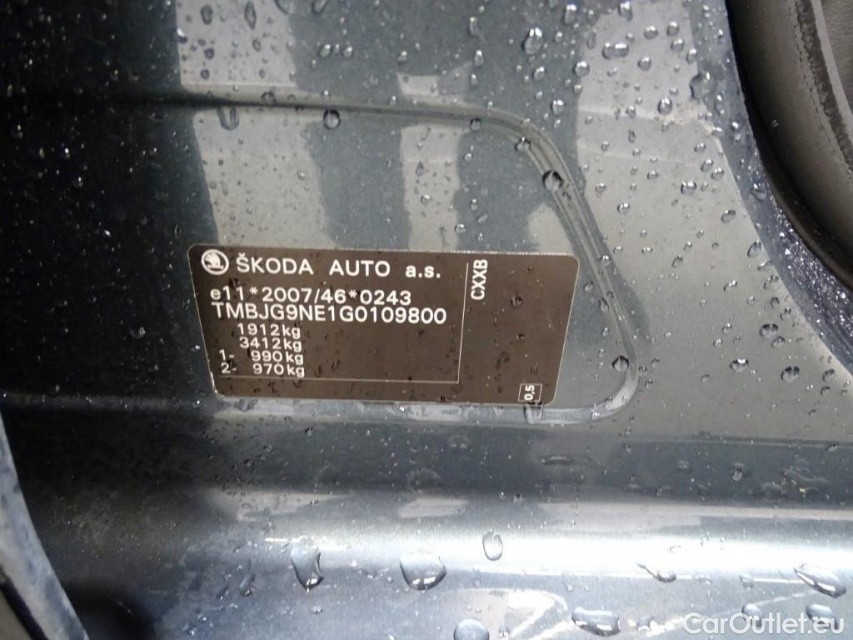 ŠKODA AUTO a.s.
e11*2007/46*0243
TMBJG9NE1G0109800
1912kg
3412kg
1- 990kg
2- 970kg
CXXB
0,5
CarOutlet.eu